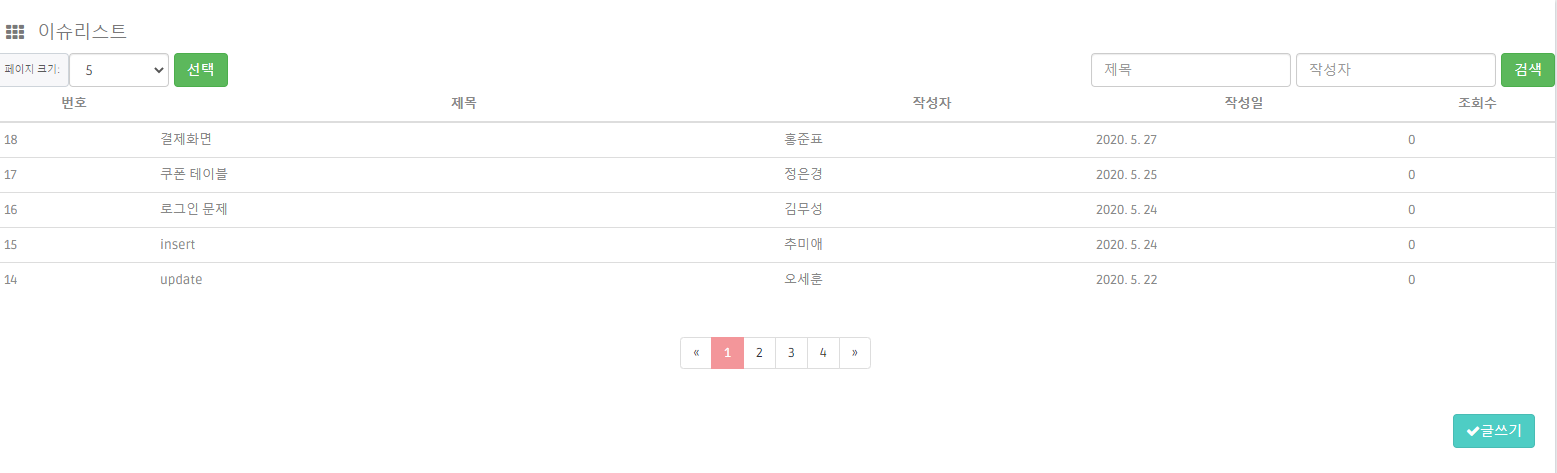 이슈리스트
페이지 크기: 5 선택 제목 작성자 검색
번호 제목 작성자 작성일 조회수
18 결제화면 홍준표 2020. 5. 27 0
17 쿠폰 테이블 정은경 2020. 5. 25 0
16 로그인 문제 김무성 2020. 5. 24 0
15 insert 추미애 2020. 5. 24 0
14 update 오세훈 2020. 5. 22 0
« 1 2 3 4 »
글쓰기